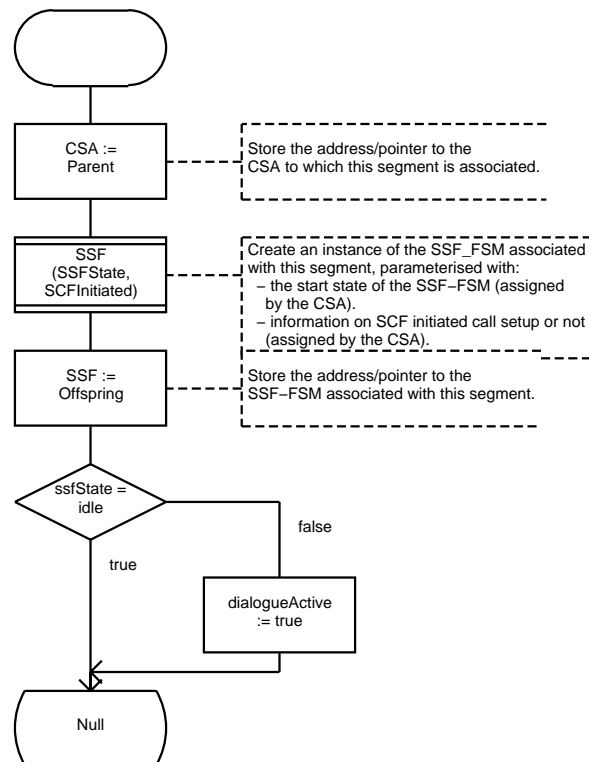 CSA :=
Parent
Store the address/pointer to the
CSA to which this segment is associated.
SSF
(SSFState,
SCFInitiated)
Create an instance of the SSF_FSM associated
with this segment, parameterised with:
– the start state of the SSF–FSM (assigned
by the CSA).
– information on SCF initiated call setup or not
(assigned by the CSA).
SSF :=
Offspring
Store the address/pointer to the
SSF–FSM associated with this segment.
ssfState =
idle
false
true
dialogueActive
:= true
Null